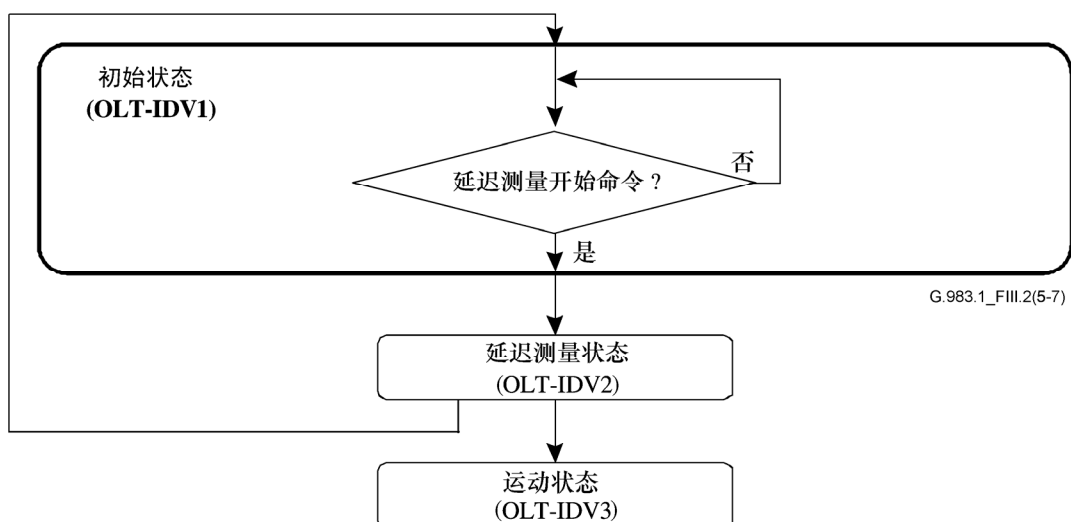 初始状态
(OLT-IDV1)
延迟测量开始命令？
否
是
G.983.1_FIII.2(5-7)
延迟测量状态
(OLT-IDV2)
运动状态
(OLT-IDV3)